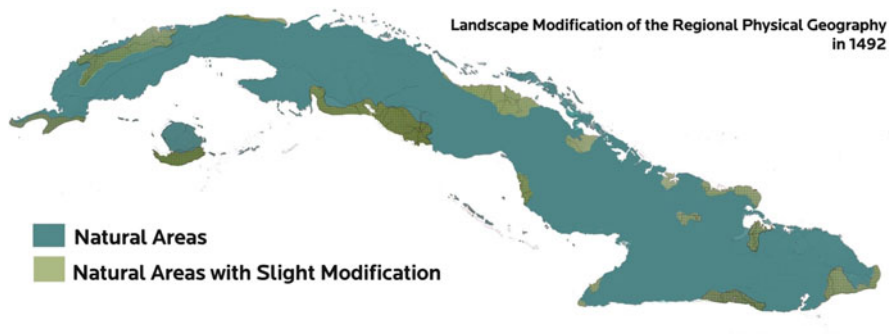 Landscape Modification of the Regional Physical Geography
in 1492
Natural Areas
Natural Areas with Slight Modification